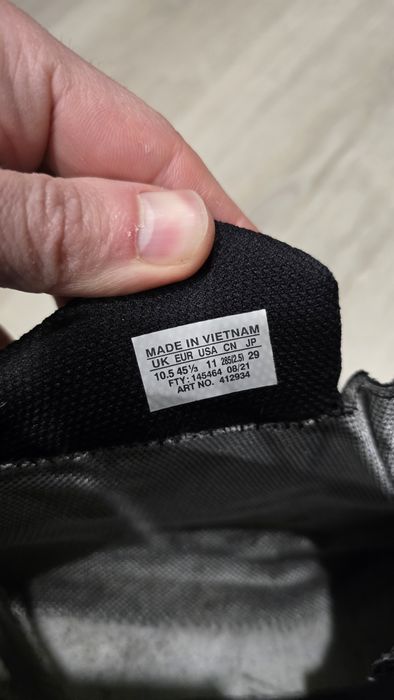 MADE IN VIETNAM
UK EUR USA CN JP
10.5 45⅓ 11 285(2.5) 29
FTY: 145464 08/21
ART NO. 412934